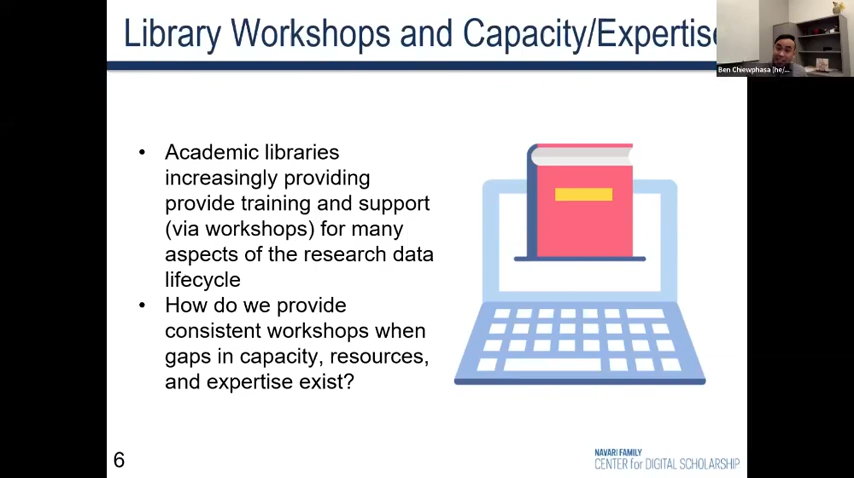 Library Workshops and Capacity/Expertise
Ben Chiewphasa (he/...
• Academic libraries
increasingly providing
provide training and support
(via workshops) for many
aspects of the research data
lifecycle
• How do we provide
consistent workshops when
gaps in capacity, resources,
and expertise exist?
6
NAVARI FAMILY
CENTER for DIGITAL SCHOLARSHIP